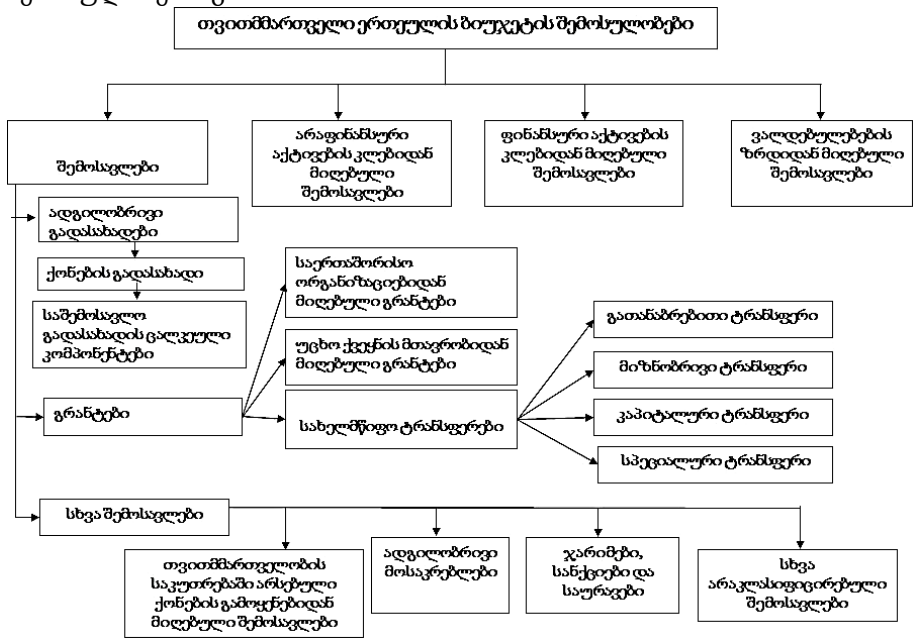 თვითმმართველი ერთეულის ბიუჯეტის შემოსულობები
შემოსავლები
არაფინანსური
აქტივების კლებიდან
მიღებული
შემოსავლები
ფინანსური აქტივების
კლებიდან მიღებული
შემოსავლები
ვალდებულებების
ზრდიდან მიღებული
შემოსავლები
ადგილობრივი
გადასახადები
ქონების გადასახადი
საშემოსავლო
გადასახადის ცალკეული
კომპონენტები
გრანტები
საერთაშორისო
ორგანიზაციებიდან
მიღებული გრანტები
უცხო ქვეყნის მთავრობიდან
მიღებული გრანტები
სახელმწიფო ტრანსფერები
გათანაბრებითი ტრანსფერი
მიზნობრივი ტრანსფერი
კაპიტალური ტრანსფერი
სპეციალური ტრანსფერი
სხვა შემოსავლები
თვითმმართველობის
საკუთრებაში არსებული
ქონების გამოყენებიდან
მიღებული შემოსავლები
ადგილობრივი
მოსაკრებლები
ჯარიმები,
სანქციები და
საურავები
სხვა
არაკლასიფიცირებული
შემოსავლები